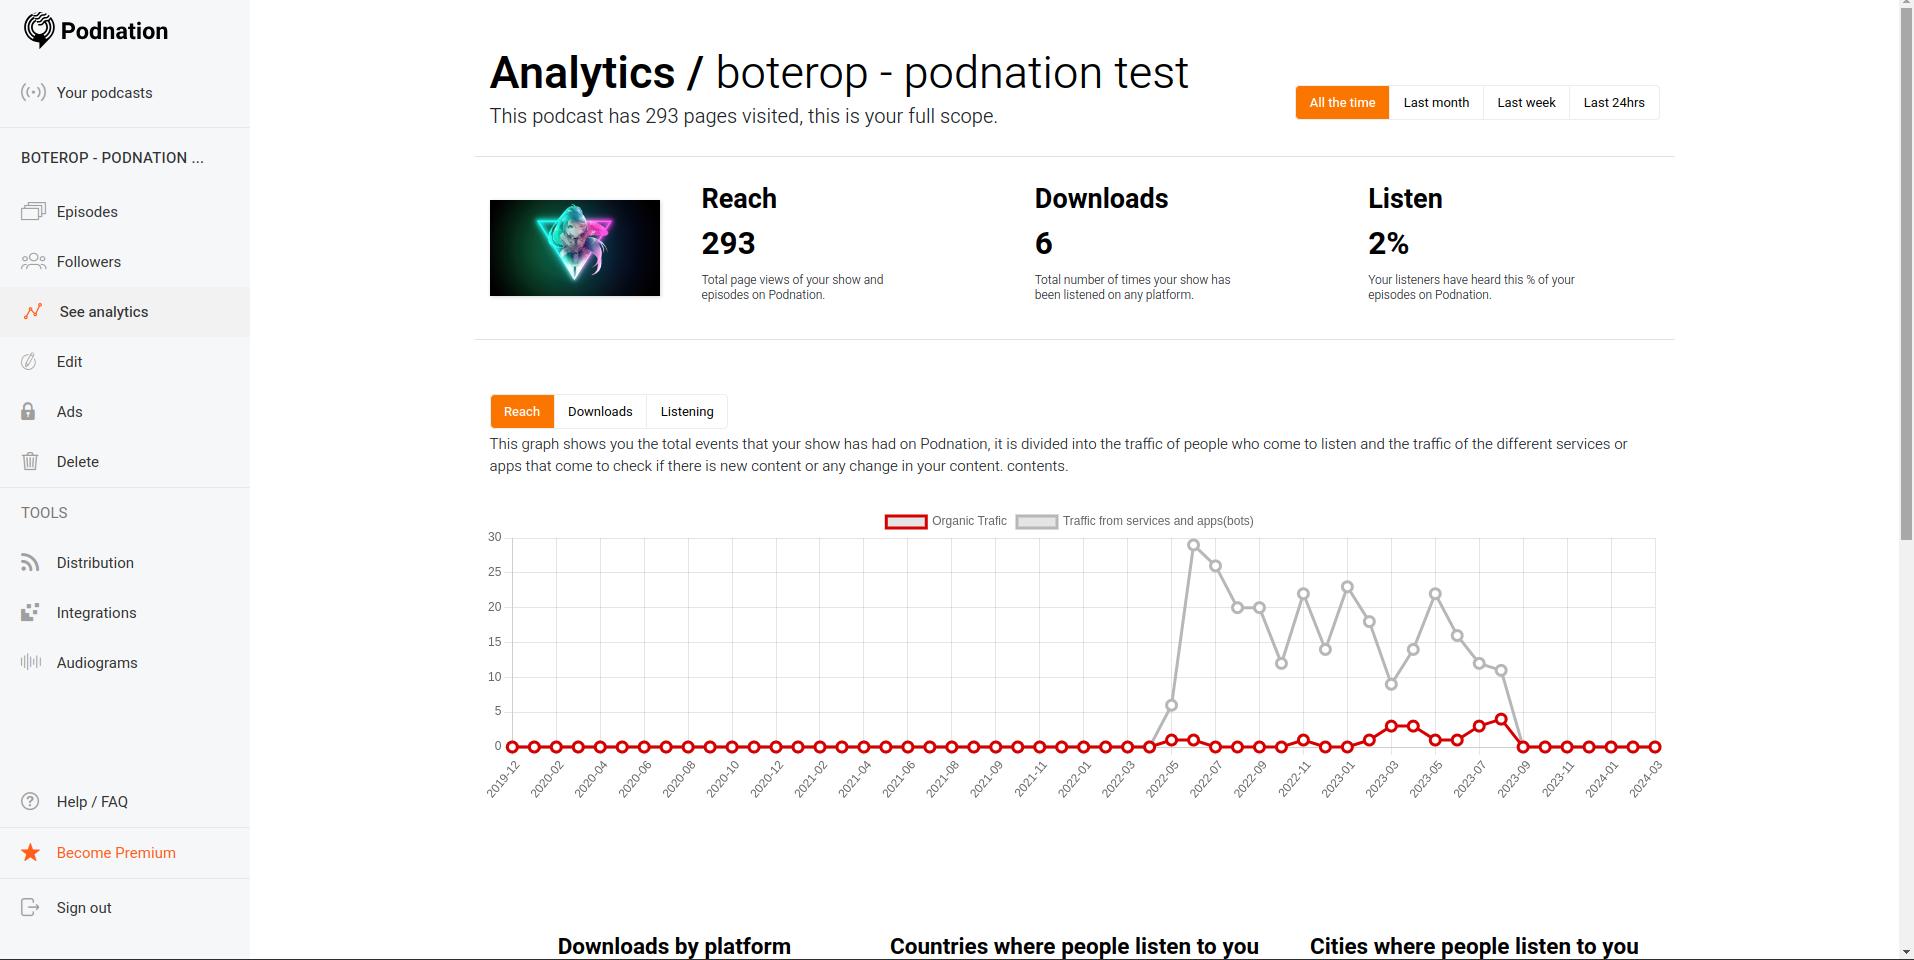 Podnation
Your podcasts
BOTEROP - PODNATION ...
Episodes
Followers
See analytics
Edit
Ads
Delete
TOOLS
Distribution
Integrations
Audiograms
Help / FAQ
Become Premium
Sign out
Analytics / boterop - podnation test
This podcast has 293 pages visited, this is your full scope.
All the time
Last month
Last week
Last 24hrs
Reach
293
Total page views of your show and
episodes on Podnation.
Downloads
6
Total number of times your show has
been listened on any platform.
Listen
2%
Your listeners have heard this % of your
episodes on Podnation.
Reach
Downloads
Listening
This graph shows you the total events that your show has had on Podnation, it is divided into the traffic of people who come to listen and the traffic of the different services or
apps that come to check if there is new content or any change in your content. contents.
Organic Trafic
Traffic from services and apps(bots)
30
25
20
15
10
5
0
2019-12
2020-02
2020-04
2020-06
2020-08
2020-10
2020-12
2021-02
2021-04
2021-06
2021-08
2021-09
2021-11
2022-01
2022-03
2022-05
2022-07
2022-09
2022-11
2023-01
2023-03
2023-05
2023-07
2023-09
2023-11
2024-01
2024-03
Downloads by platform
Countries where people listen to you
Cities where people listen to you